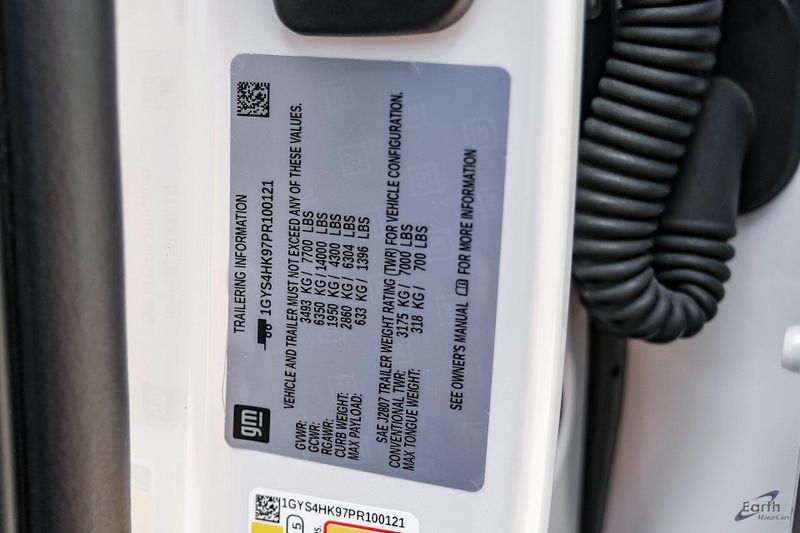 TRAILERING INFORMATION
1GYS4HK97PR100121
VEHICLE AND TRAILER MUST NOT EXCEED ANY OF THESE VALUES.
GVWR: 3493 KG / 7700 LBS
GCWR: 6350 KG / 14000 LBS
RGAWR: 1950 KG / 4300 LBS
CURB WEIGHT: 2860 KG / 6304 LBS
MAX PAYLOAD: 633 KG / 1396 LBS
SAE J2807 TRAILER WEIGHT RATING (TWR) FOR VEHICLE CONFIGURATION.
CONVENTIONAL TWR: 3175 KG / 7000 LBS
MAX TONGUE WEIGHT: 318 KG / 700 LBS
SEE OWNER'S MANUAL FOR MORE INFORMATION
gm
1GYS4HK97PR100121
5
Earth
MotorCars